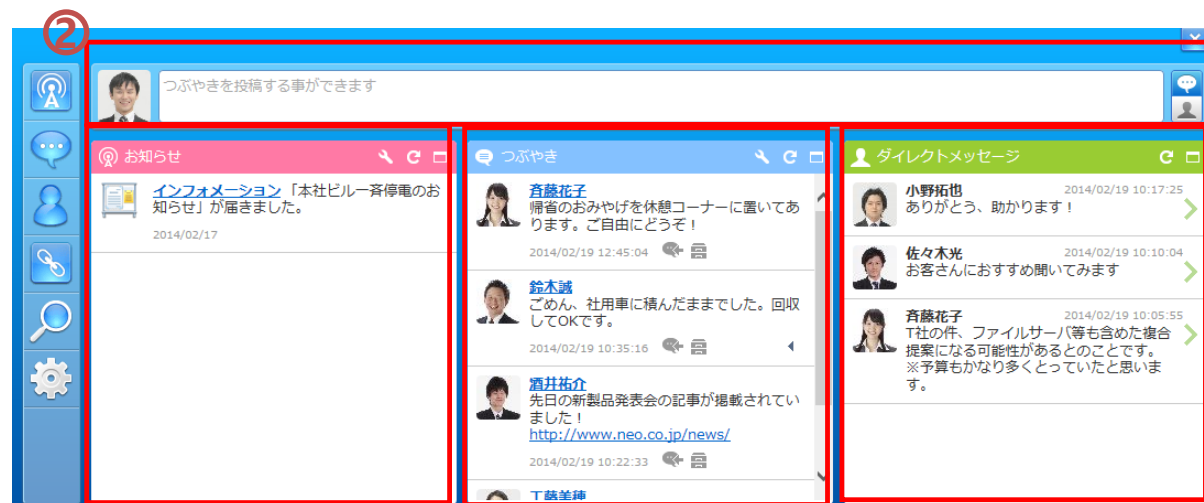 ②
つぶやきを投稿する事ができます
お知らせ
インフォメーション「本社ビル一斉停電のお
知らせ」が届きました。
2014/02/17
つぶやき
斉藤花子
帰省のおみやげを休憩コーナーに置いてあ
ります。ご自由にどうぞ！
2014/02/19 12:45:04
鈴木誠
ごめん、社用車に積んだままでした。回収
してOKです。
2014/02/19 10:35:16
酒井祐介
先日の新製品発表会の記事が掲載されてい
ました！
http://www.neo.co.jp/news/
2014/02/19 10:22:33
工藤美穂
ダイレクトメッセージ
小野拓也 2014/02/19 10:17:25
ありがとう、助かります！
佐々木光 2014/02/19 10:10:04
お客さんにおすすめ聞いてみます
斉藤花子 2014/02/19 10:05:55
T社の件、ファイルサーバ等も含めた複合
提案になる可能性があるとのことです。
※予算もかなり多くとっていたと思いま
す。